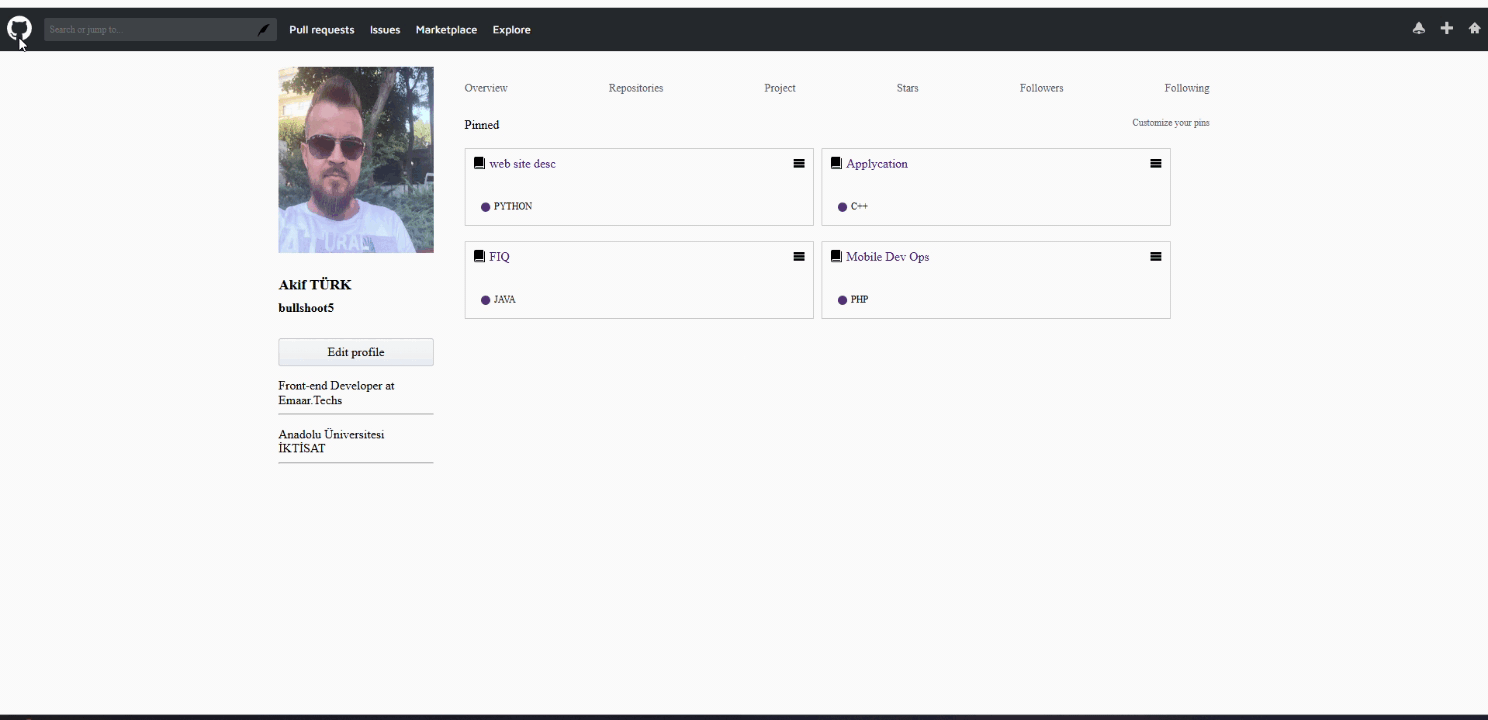 Search or jump to...
Pull requests
Issues
Marketplace
Explore
Overview
Repositories
Project
Stars
Followers
Following
Pinned
Customize your pins
web site desc
PYTHON
Applycation
C++
FIQ
JAVA
Mobile Dev Ops
PHP
URAL
Akif TÜRK
bullshoot5
Edit profile
Front-end Developer at
Emaar.Techs
Anadolu Üniversitesi
İKTİSAT